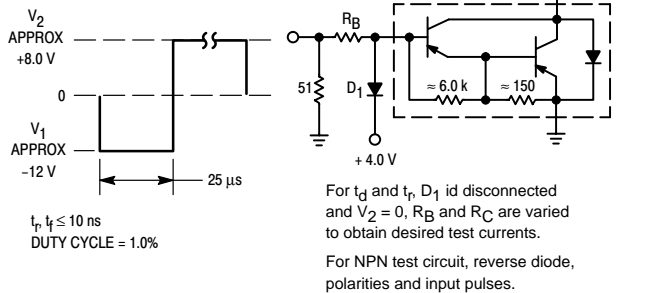 V2
APPROX
+8.0 V
0
V1
APPROX
−12 V
25 µs
tr, tf ≤ 10 ns
DUTY CYCLE = 1.0%
RB
51
D1
+ 4.0 V
≈ 6.0 k
≈ 150
For td and tr, D1 id disconnected
and V2 = 0, RB and RC are varied
to obtain desired test currents.
For NPN test circuit, reverse diode,
polarities and input pulses.